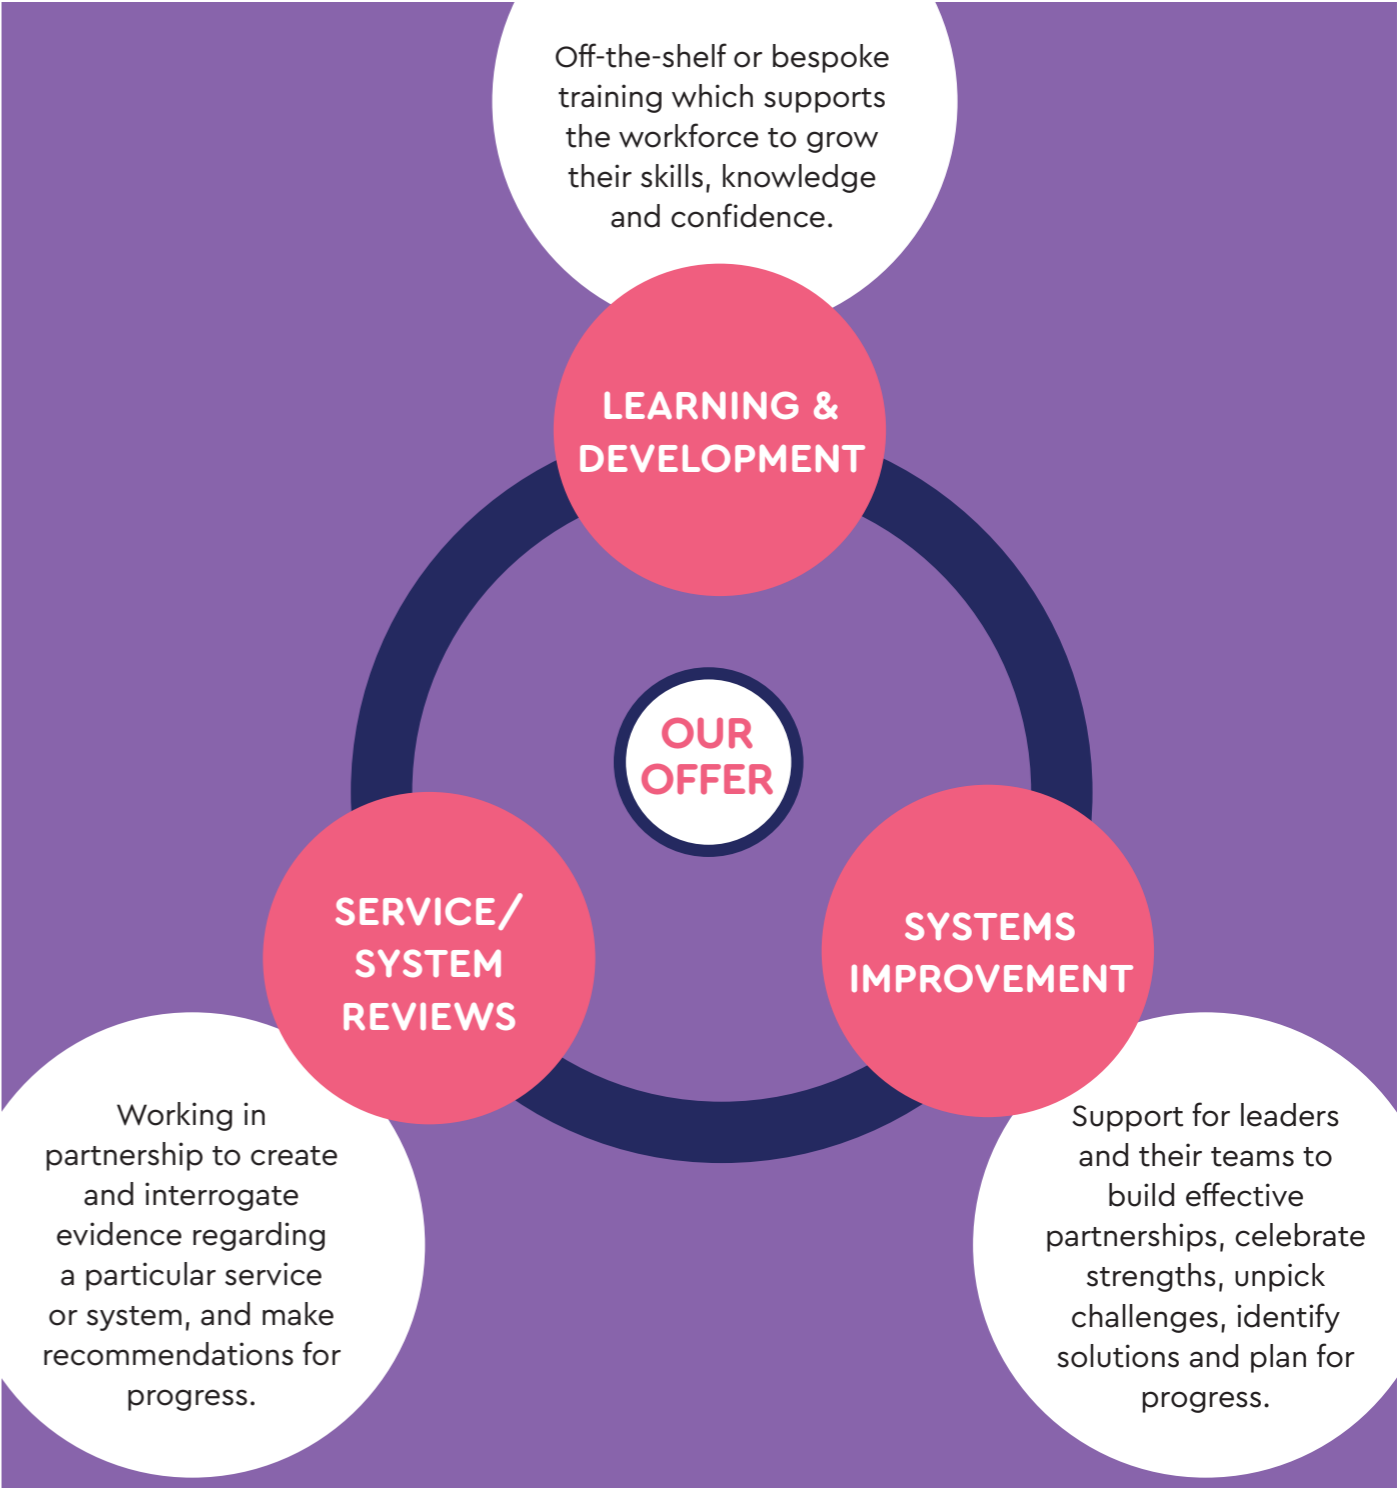 Off-the-shelf or bespoke
training which supports
the workforce to grow
their skills, knowledge
and confidence.
LEARNING &
DEVELOPMENT
OUR
OFFER
SERVICE/
SYSTEM
REVIEWS
SYSTEMS
IMPROVEMENT
Working in
partnership to create
and interrogate
evidence regarding
a particular service
or system, and make
recommendations for
progress.
Support for leaders
and their teams to
build effective
partnerships, celebrate
strengths, unpick
challenges, identify
solutions and plan for
progress.